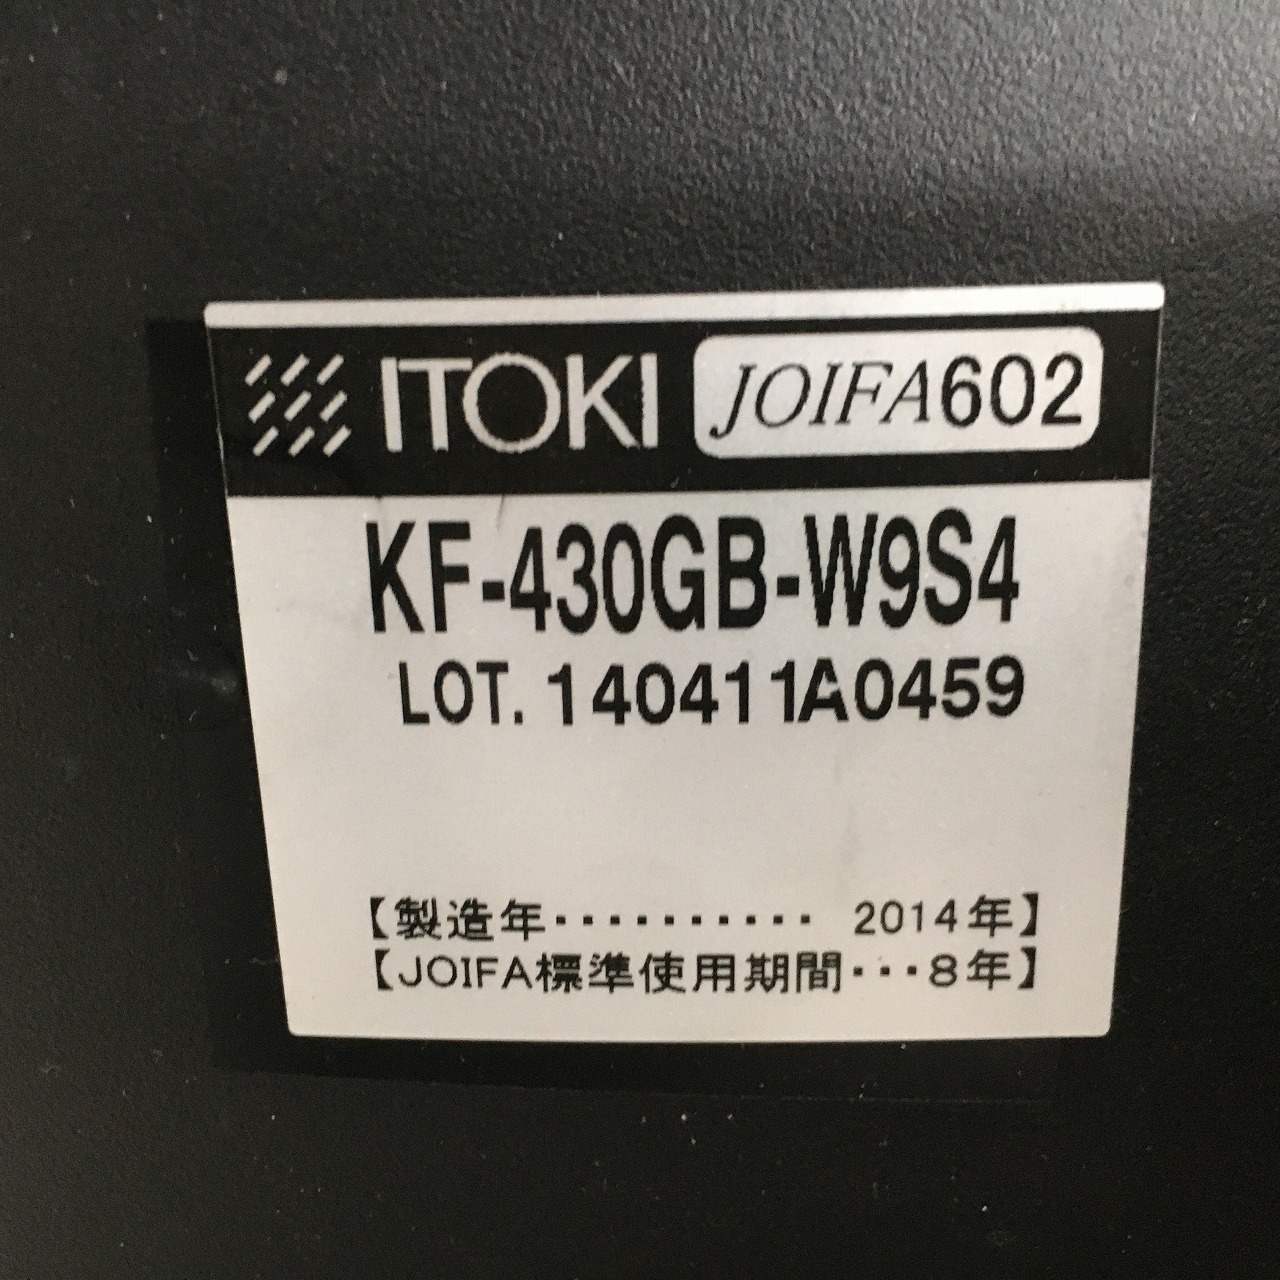 ITOKI JOIFA602
KF-430GB-W9S4
LOT. 140411A0459
【製造年・・・・・・・・・・ 2014年】
【JOIFA標準使用期間・・・8年】